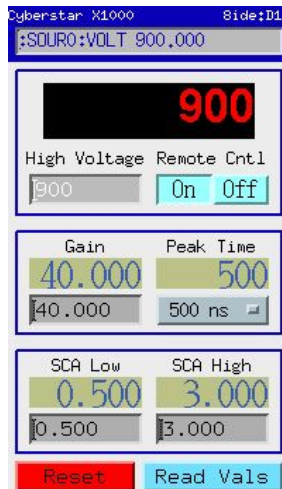 Cyberstar X1000 8ide:D1
:SOUR0:VOLT 900,000
900
High Voltage Remote Cntl
900 On Off
Gain Peak Time
40.000 500
40.000 500 ns
SCA Low SCA High
0.500 3.000
0.500 3.000
Reset Read Vals